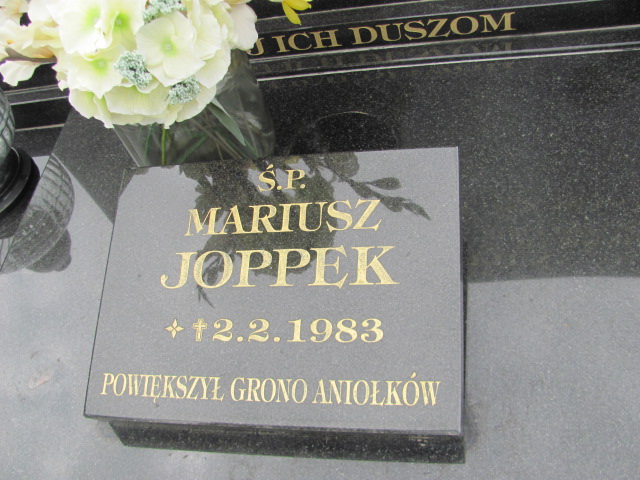 ICH DUSZOM
Ś.P.
MARIUSZ
JOPPEK
2.2.1983
POWIĘKSZYŁ GRONO ANIOŁKÓW